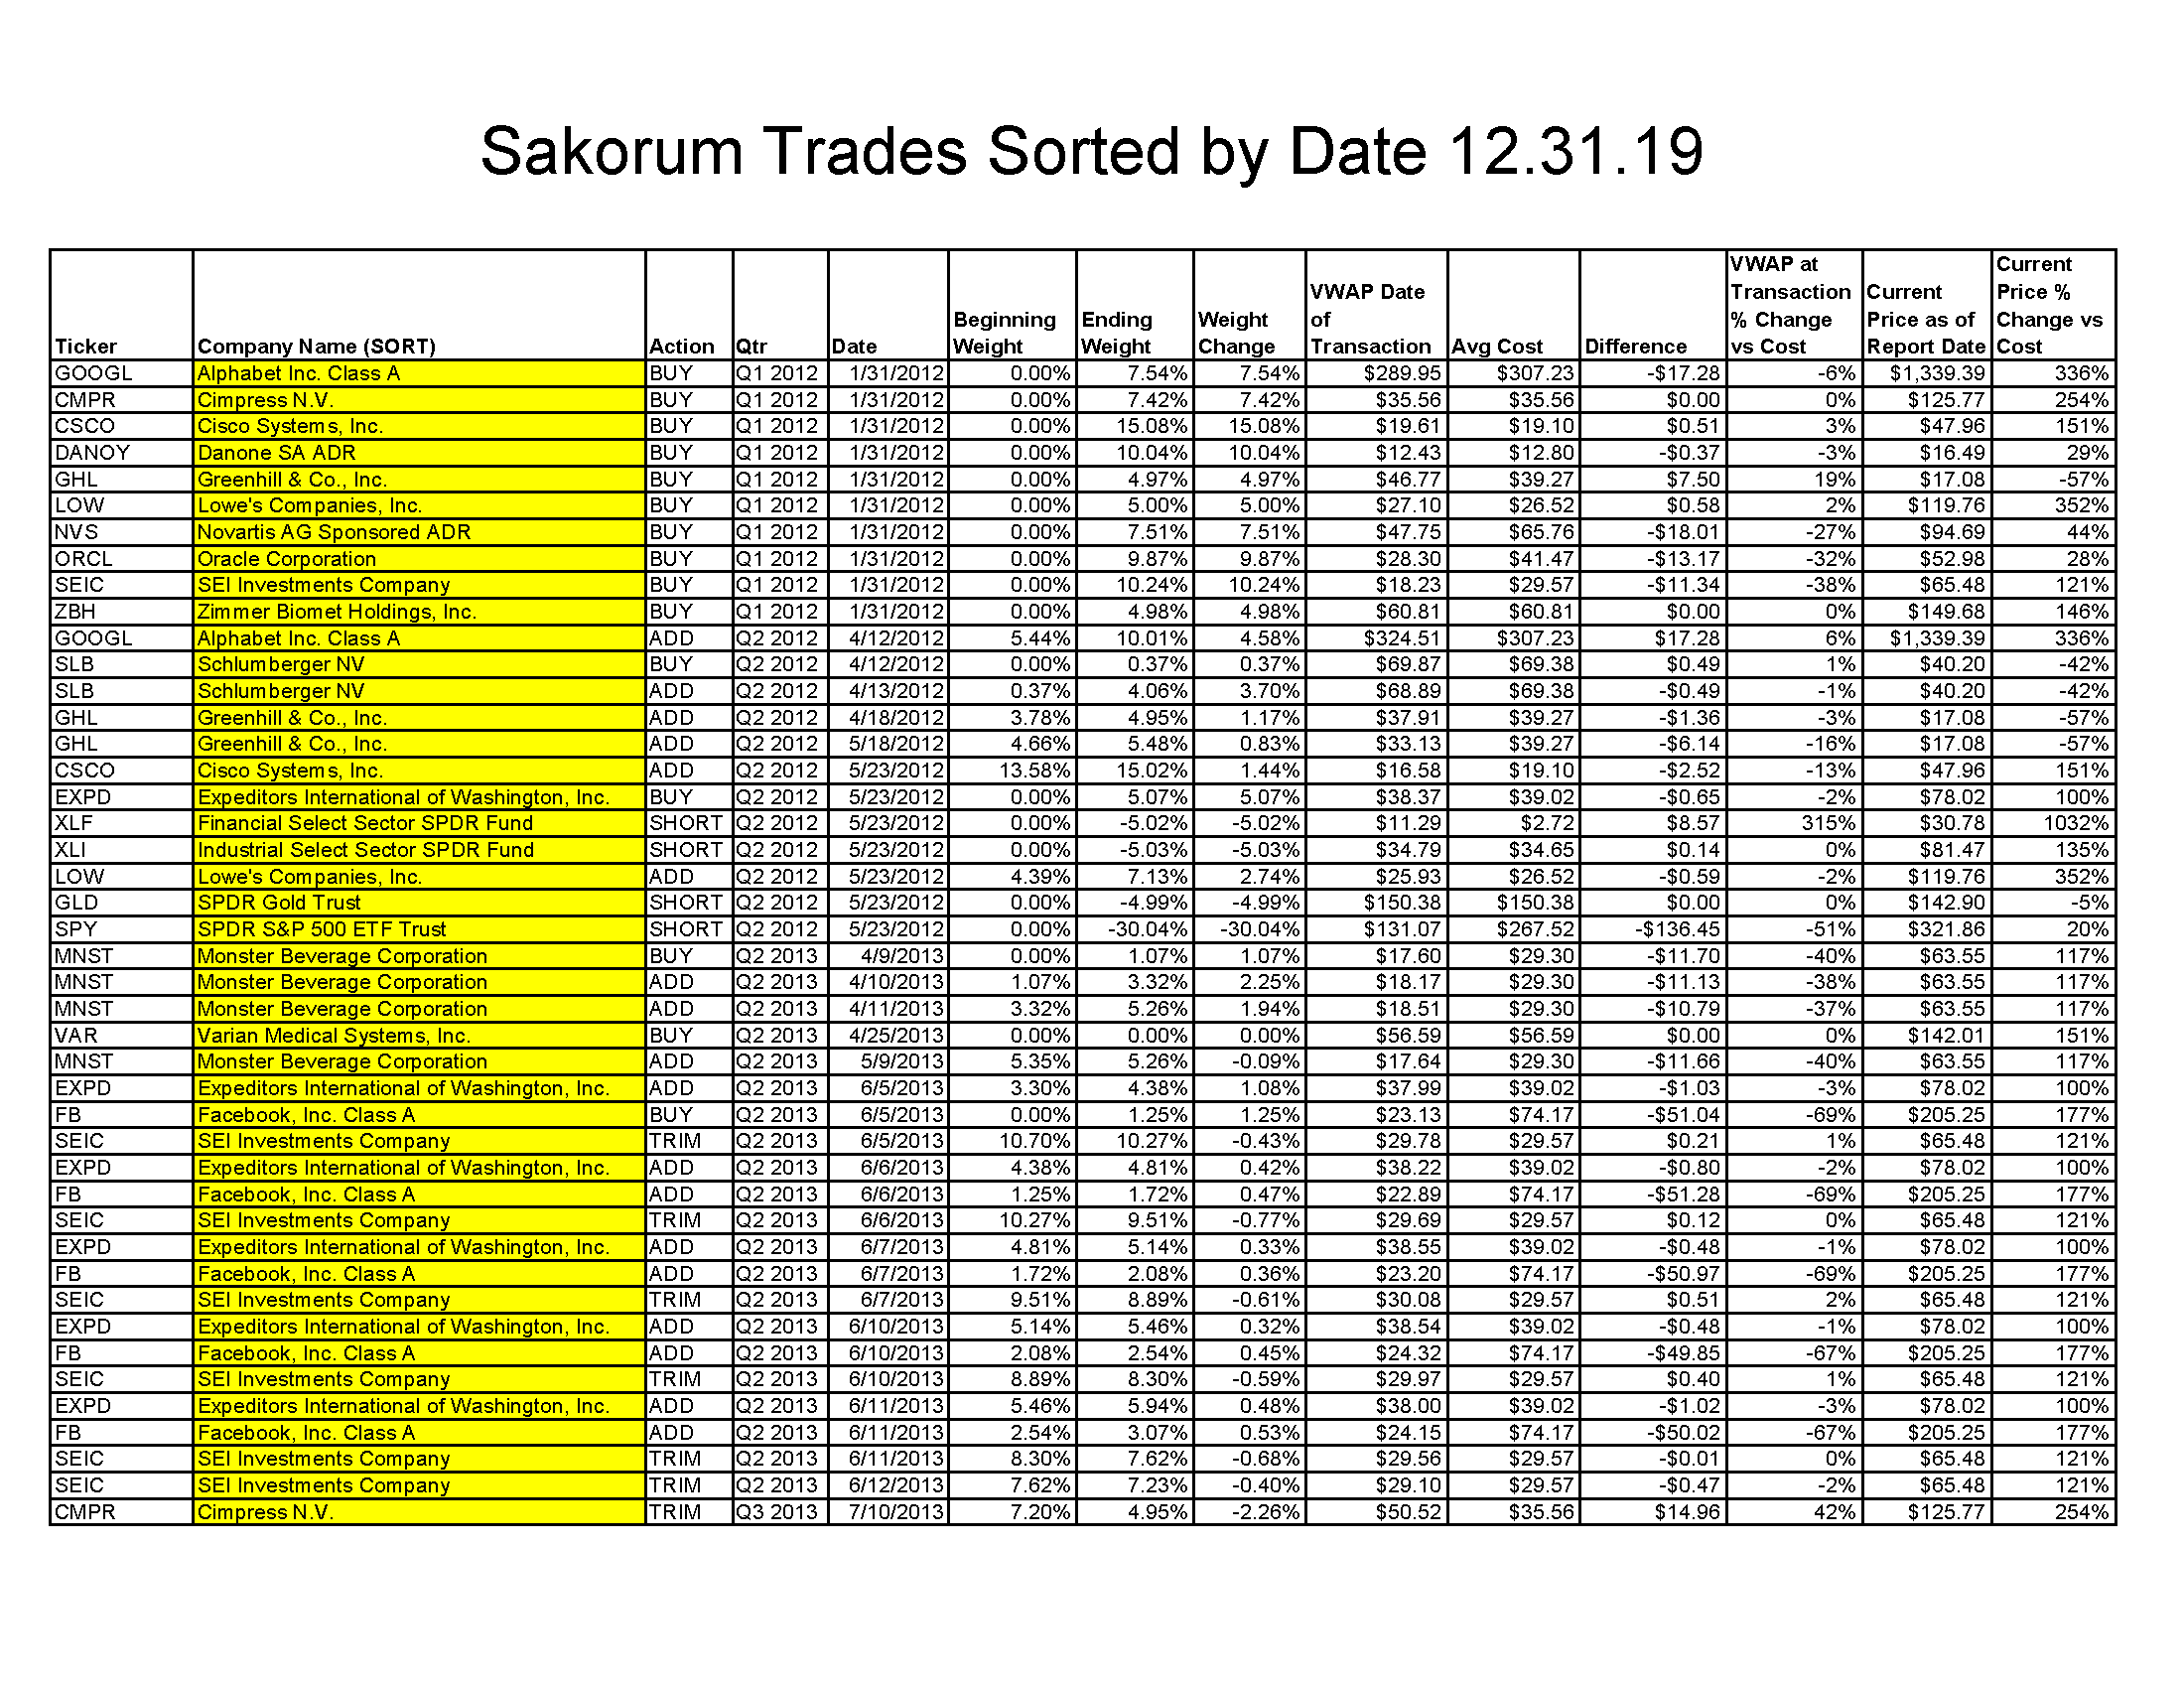 Sakorum Trades Sorted by Date 12.31.19
Ticker Company Name (SORT) Action Qtr Date Beginning Weight Ending Weight Weight Change VWAP Date of Transaction Avg Cost Difference VWAP at Transaction % Change vs Cost Current Price as of Report Date Current Price % Change vs Cost
GOOGL Alphabet Inc. Class A BUY Q1 2012 1/31/2012 0.00% 7.54% 7.54% $289.95 $307.23 -$17.28 -6% $1,339.39 336%
CMPR Cimpress N.V. BUY Q1 2012 1/31/2012 0.00% 7.42% 7.42% $35.56 $35.56 $0.00 0% $125.77 254%
CSCO Cisco Systems, Inc. BUY Q1 2012 1/31/2012 0.00% 15.08% 15.08% $19.61 $19.10 $0.51 3% $47.96 151%
DANOY Danone SA ADR BUY Q1 2012 1/31/2012 0.00% 10.04% 10.04% $12.43 $12.80 -$0.37 -3% $16.49 29%
GHL Greenhill & Co., Inc. BUY Q1 2012 1/31/2012 0.00% 4.97% 4.97% $46.77 $39.27 $7.50 19% $17.08 -57%
LOW Lowe's Companies, Inc. BUY Q1 2012 1/31/2012 0.00% 5.00% 5.00% $27.10 $26.52 $0.58 2% $119.76 352%
NVS Novartis AG Sponsored ADR BUY Q1 2012 1/31/2012 0.00% 7.51% 7.51% $47.75 $65.76 -$18.01 -27% $94.69 44%
ORCL Oracle Corporation BUY Q1 2012 1/31/2012 0.00% 9.87% 9.87% $28.30 $41.47 -$13.17 -32% $52.98 28%
SEIC SEI Investments Company BUY Q1 2012 1/31/2012 0.00% 10.24% 10.24% $18.23 $29.57 -$11.34 -38% $65.48 121%
ZBH Zimmer Biomet Holdings, Inc. BUY Q1 2012 1/31/2012 0.00% 4.98% 4.98% $60.81 $60.81 $0.00 0% $149.68 146%
GOOGL Alphabet Inc. Class A ADD Q2 2012 4/12/2012 5.44% 10.01% 4.58% $324.51 $307.23 $17.28 6% $1,339.39 336%
SLB Schlumberger NV BUY Q2 2012 4/12/2012 0.00% 0.37% 0.37% $69.87 $69.38 $0.49 1% $40.20 -42%
SLB Schlumberger NV ADD Q2 2012 4/13/2012 0.37% 4.06% 3.70% $68.89 $69.38 -$0.49 -1% $40.20 -42%
GHL Greenhill & Co., Inc. ADD Q2 2012 4/18/2012 3.78% 4.95% 1.17% $37.91 $39.27 -$1.36 -3% $17.08 -57%
GHL Greenhill & Co., Inc. ADD Q2 2012 5/18/2012 4.66% 5.48% 0.83% $33.13 $39.27 -$6.14 -16% $17.08 -57%
CSCO Cisco Systems, Inc. ADD Q2 2012 5/23/2012 13.58% 15.02% 1.44% $16.58 $19.10 -$2.52 -13% $47.96 151%
EXPD Expeditors International of Washington, Inc. BUY Q2 2012 5/23/2012 0.00% 5.07% 5.07% $38.37 $39.02 -$0.65 -2% $78.02 100%
XLF Financial Select Sector SPDR Fund SHORT Q2 2012 5/23/2012 0.00% -5.02% -5.02% $11.29 $2.72 $8.57 315% $30.78 1032%
XLI Industrial Select Sector SPDR Fund SHORT Q2 2012 5/23/2012 0.00% -5.03% -5.03% $34.79 $34.65 $0.14 0% $81.47 135%
LOW Lowe's Companies, Inc. ADD Q2 2012 5/23/2012 4.39% 7.13% 2.74% $25.93 $26.52 -$0.59 -2% $119.76 352%
GLD SPDR Gold Trust SHORT Q2 2012 5/23/2012 0.00% -4.99% -4.99% $150.38 $150.38 $0.00 0% $142.90 -5%
SPY SPDR S&P 500 ETF Trust SHORT Q2 2012 5/23/2012 0.00% -30.04% -30.04% $131.07 $267.52 -$136.45 -51% $321.86 20%
MNST Monster Beverage Corporation BUY Q2 2013 4/9/2013 0.00% 1.07% 1.07% $17.60 $29.30 -$11.70 -40% $63.55 117%
MNST Monster Beverage Corporation ADD Q2 2013 4/10/2013 1.07% 3.32% 2.25% $18.17 $29.30 -$11.13 -38% $63.55 117%
MNST Monster Beverage Corporation ADD Q2 2013 4/11/2013 3.32% 5.26% 1.94% $18.51 $29.30 -$10.79 -37% $63.55 117%
VAR Varian Medical Systems, Inc. BUY Q2 2013 4/25/2013 0.00% 0.00% 0.00% $56.59 $56.59 $0.00 0% $142.01 151%
MNST Monster Beverage Corporation ADD Q2 2013 5/9/2013 5.35% 5.26% -0.09% $17.64 $29.30 -$11.66 -40% $63.55 117%
EXPD Expeditors International of Washington, Inc. ADD Q2 2013 6/5/2013 3.30% 4.38% 1.08% $37.99 $39.02 -$1.03 -3% $78.02 100%
FB Facebook, Inc. Class A BUY Q2 2013 6/5/2013 0.00% 1.25% 1.25% $23.13 $74.17 -$51.04 -69% $205.25 177%
SEIC SEI Investments Company TRIM Q2 2013 6/5/2013 10.70% 10.27% -0.43% $29.78 $29.57 $0.21 1% $65.48 121%
EXPD Expeditors International of Washington, Inc. ADD Q2 2013 6/6/2013 4.38% 4.81% 0.42% $38.22 $39.02 -$0.80 -2% $78.02 100%
FB Facebook, Inc. Class A ADD Q2 2013 6/6/2013 1.25% 1.72% 0.47% $22.89 $74.17 -$51.28 -69% $205.25 177%
SEIC SEI Investments Company TRIM Q2 2013 6/6/2013 10.27% 9.51% -0.77% $29.69 $29.57 $0.12 0% $65.48 121%
EXPD Expeditors International of Washington, Inc. ADD Q2 2013 6/7/2013 4.81% 5.14% 0.33% $38.55 $39.02 -$0.48 -1% $78.02 100%
FB Facebook, Inc. Class A ADD Q2 2013 6/7/2013 1.72% 2.08% 0.36% $23.20 $74.17 -$50.97 -69% $205.25 177%
SEIC SEI Investments Company TRIM Q2 2013 6/7/2013 9.51% 8.89% -0.61% $30.08 $29.57 $0.51 2% $65.48 121%
EXPD Expeditors International of Washington, Inc. ADD Q2 2013 6/10/2013 5.14% 5.46% 0.32% $38.54 $39.02 -$0.48 -1% $78.02 100%
FB Facebook, Inc. Class A ADD Q2 2013 6/10/2013 2.08% 2.54% 0.45% $24.32 $74.17 -$49.85 -67% $205.25 177%
SEIC SEI Investments Company TRIM Q2 2013 6/10/2013 8.89% 8.30% -0.59% $29.97 $29.57 $0.40 1% $65.48 121%
EXPD Expeditors International of Washington, Inc. ADD Q2 2013 6/11/2013 5.46% 5.94% 0.48% $38.00 $39.02 -$1.02 -3% $78.02 100%
FB Facebook, Inc. Class A ADD Q2 2013 6/11/2013 2.54% 3.07% 0.53% $24.15 $74.17 -$50.02 -67% $205.25 177%
SEIC SEI Investments Company TRIM Q2 2013 6/11/2013 8.30% 7.62% -0.68% $29.56 $29.57 -$0.01 0% $65.48 121%
SEIC SEI Investments Company TRIM Q2 2013 6/12/2013 7.62% 7.23% -0.40% $29.10 $29.57 -$0.47 -2% $65.48 121%
CMPR Cimpress N.V. TRIM Q3 2013 7/10/2013 7.20% 4.95% -2.26% $50.52 $35.56 $14.96 42% $125.77 254%